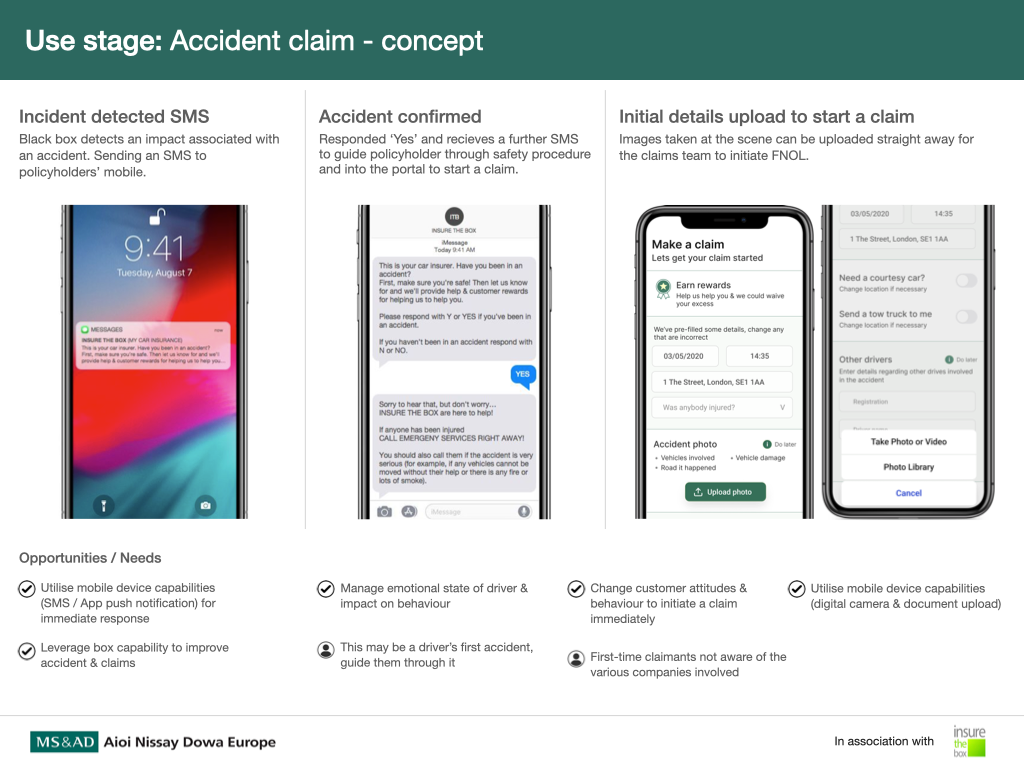 Use stage: Accident claim - concept
Incident detected SMS
Black box detects an impact associated with
an accident. Sending an SMS to
policyholders' mobile.
9:41
Tuesday, August 7
MESSAGES
now
INSURE THE BOX (MY CAR INSURANCE)
This is your car insurer. Have you been in an accident?
First, make sure you're safe! Then let us know for and we'll
provide help & customer rewards for helping us to help you...
Accident confirmed
Responded 'Yes' and recieves a further SMS
to guide policyholder through safety procedure
and into the portal to start a claim.
ITB
INSURE THE BOX
iMessage
Today 9:41 AM
This is your car insurer. Have you been in an
accident?
First, make sure you're safe! Then let us know
for and we'll provide help & customer rewards
for helping us to help you.
Please respond with Y or YES if you've been in
an accident.
If you haven't been in an accident respond with
N or NO.
YES
Sorry to hear that, but don't worry...
INSURE THE BOX are here to help!
If anyone has been injured
CALL EMERGENY SERVICES RIGHT AWAY!
You should also call them if the accident is very
serious (for example, if any vehicles cannot be
moved without their help or there is any fire or
lots of smoke).
iMessage
Initial details upload to start a claim
Images taken at the scene can be uploaded straight away for
the claims team to initiate FNOL.
Make a claim
Lets get your claim started
Earn rewards
Help us help you & we could waive
your excess
We've pre-filled some details, change any
that are incorrect
03/05/2020
14:35
1 The Street, London, SE1 1AA
Was anybody injured?
V
Accident photo
i Do later
• Vehicles involved
• Vehicle damage
• Road it happened
Upload photo
03/05/2020
14:35
1 The Street, London, SE1 1AA
Need a courtesy car?
Change location if necessary
Send a tow truck to me
Change location if necessary
Other drivers
i Do later
Enter details regarding other drives involved
in the accident
Registration
Take Photo or Video
Photo Library
Cancel
Opportunities / Needs
Utilise mobile device capabilities
(SMS / App push notification) for
immediate response
Leverage box capability to improve
accident & claims
Manage emotional state of driver &
impact on behaviour
This may be a driver's first accident,
guide them through it
Change customer attitudes &
behaviour to initiate a claim
immediately
First-time claimants not aware of the
various companies involved
Utilise mobile device capabilities
(digital camera & document upload)
MS&AD Aioi Nissay Dowa Europe
In association with
insure
the
box